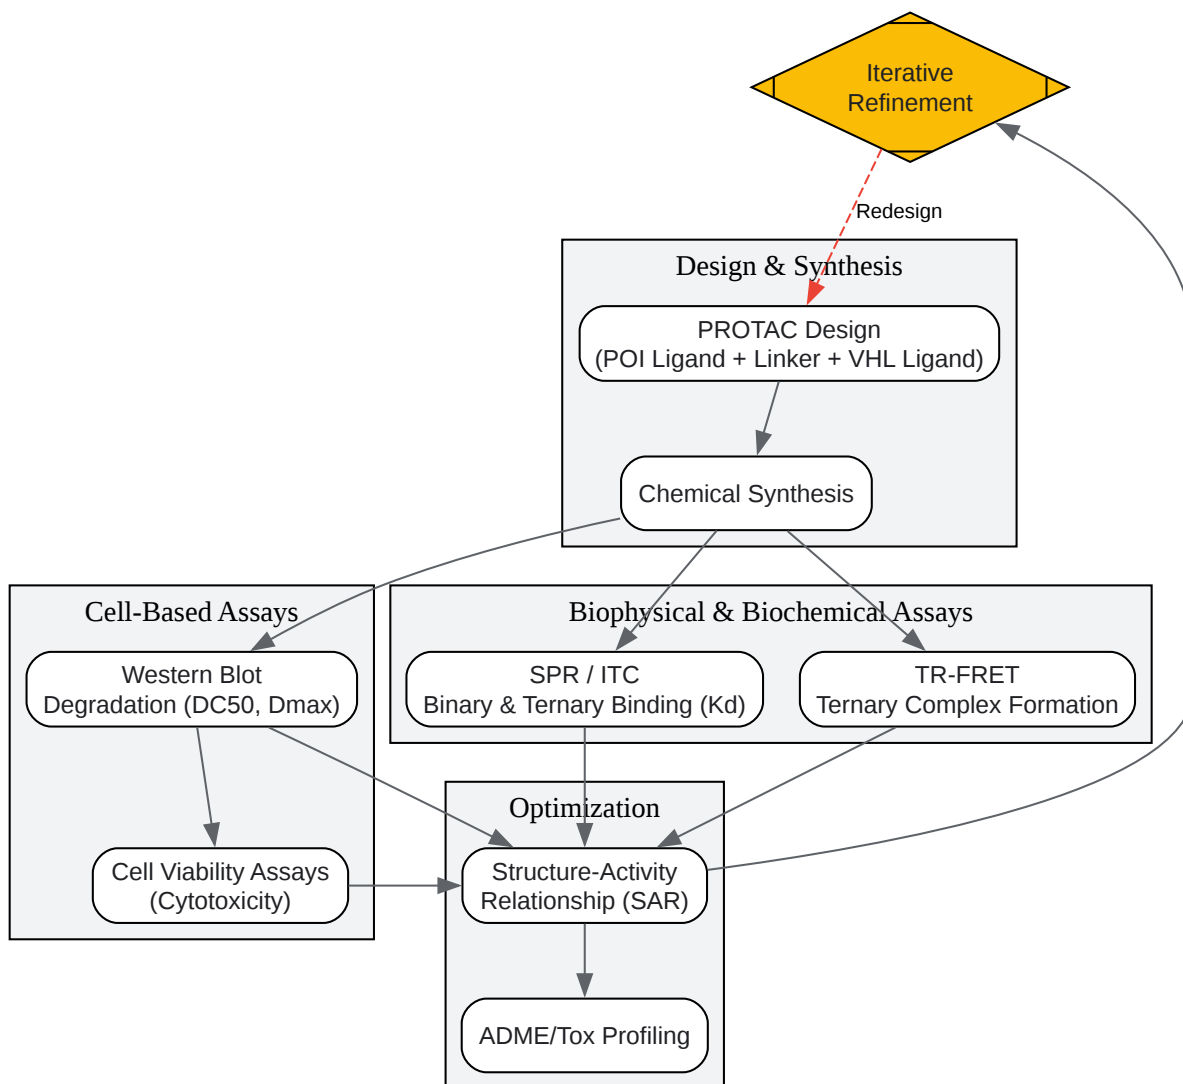 Iterative
Refinement
Redesign
Design & Synthesis
PROTAC Design
(POI Ligand + Linker + VHL Ligand)
Chemical Synthesis
Cell-Based Assays
Biophysical & Biochemical Assays
Western Blot
Degradation (DC50, Dmax)
SPR / ITC
Binary & Ternary Binding (Kd)
TR-FRET
Ternary Complex Formation
Optimization
Cell Viability Assays
(Cytotoxicity)
Structure-Activity
Relationship (SAR)
ADME/Tox Profiling